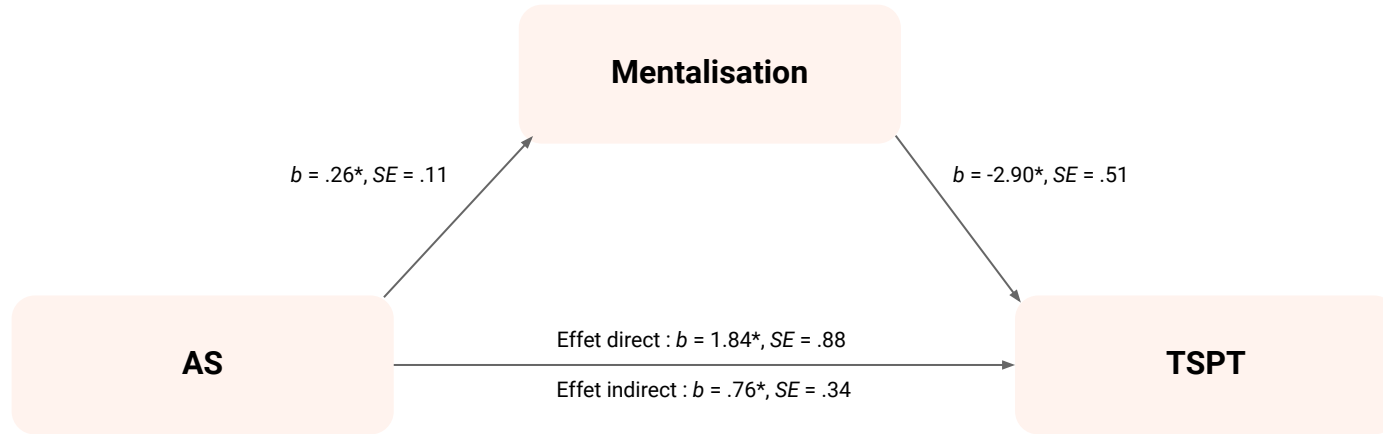 Mentalisation
b = .26*, SE = .11
b = -2.90*, SE = .51
Effet direct : b = 1.84*, SE = .88
AS
TSPT
Effet indirect : b = .76*, SE = .34